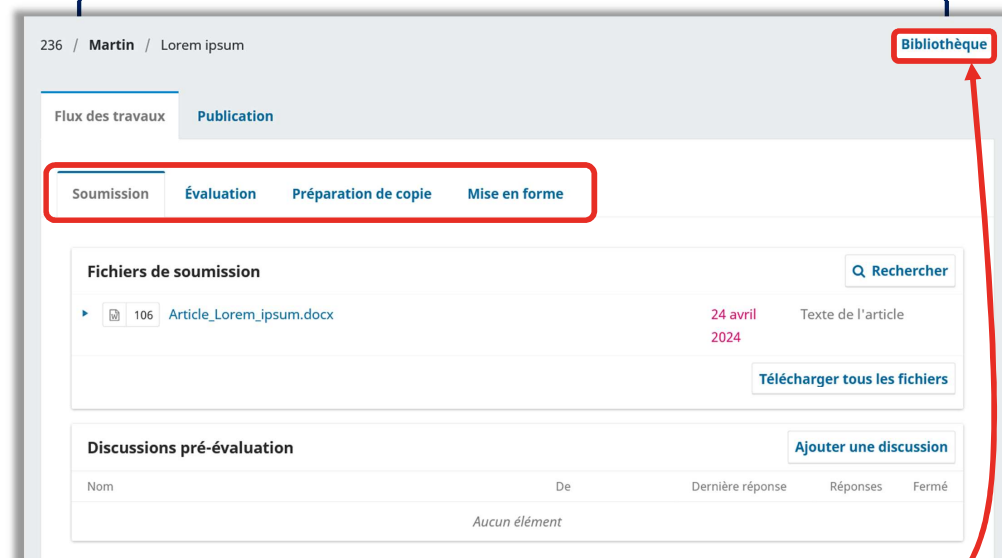 236 / Martin / Lorem ipsum
Bibliothèque
Flux des travaux
Publication
Soumission
Évaluation
Préparation de copie
Mise en forme
Fichiers de soumission
Rechercher
106 Article_Lorem_ipsum.docx
24 avril
2024
Texte de l'article
Télécharger tous les fichiers
Discussions pré-évaluation
Ajouter une discussion
Nom De Dernière réponse Réponses Fermé
Aucun élément